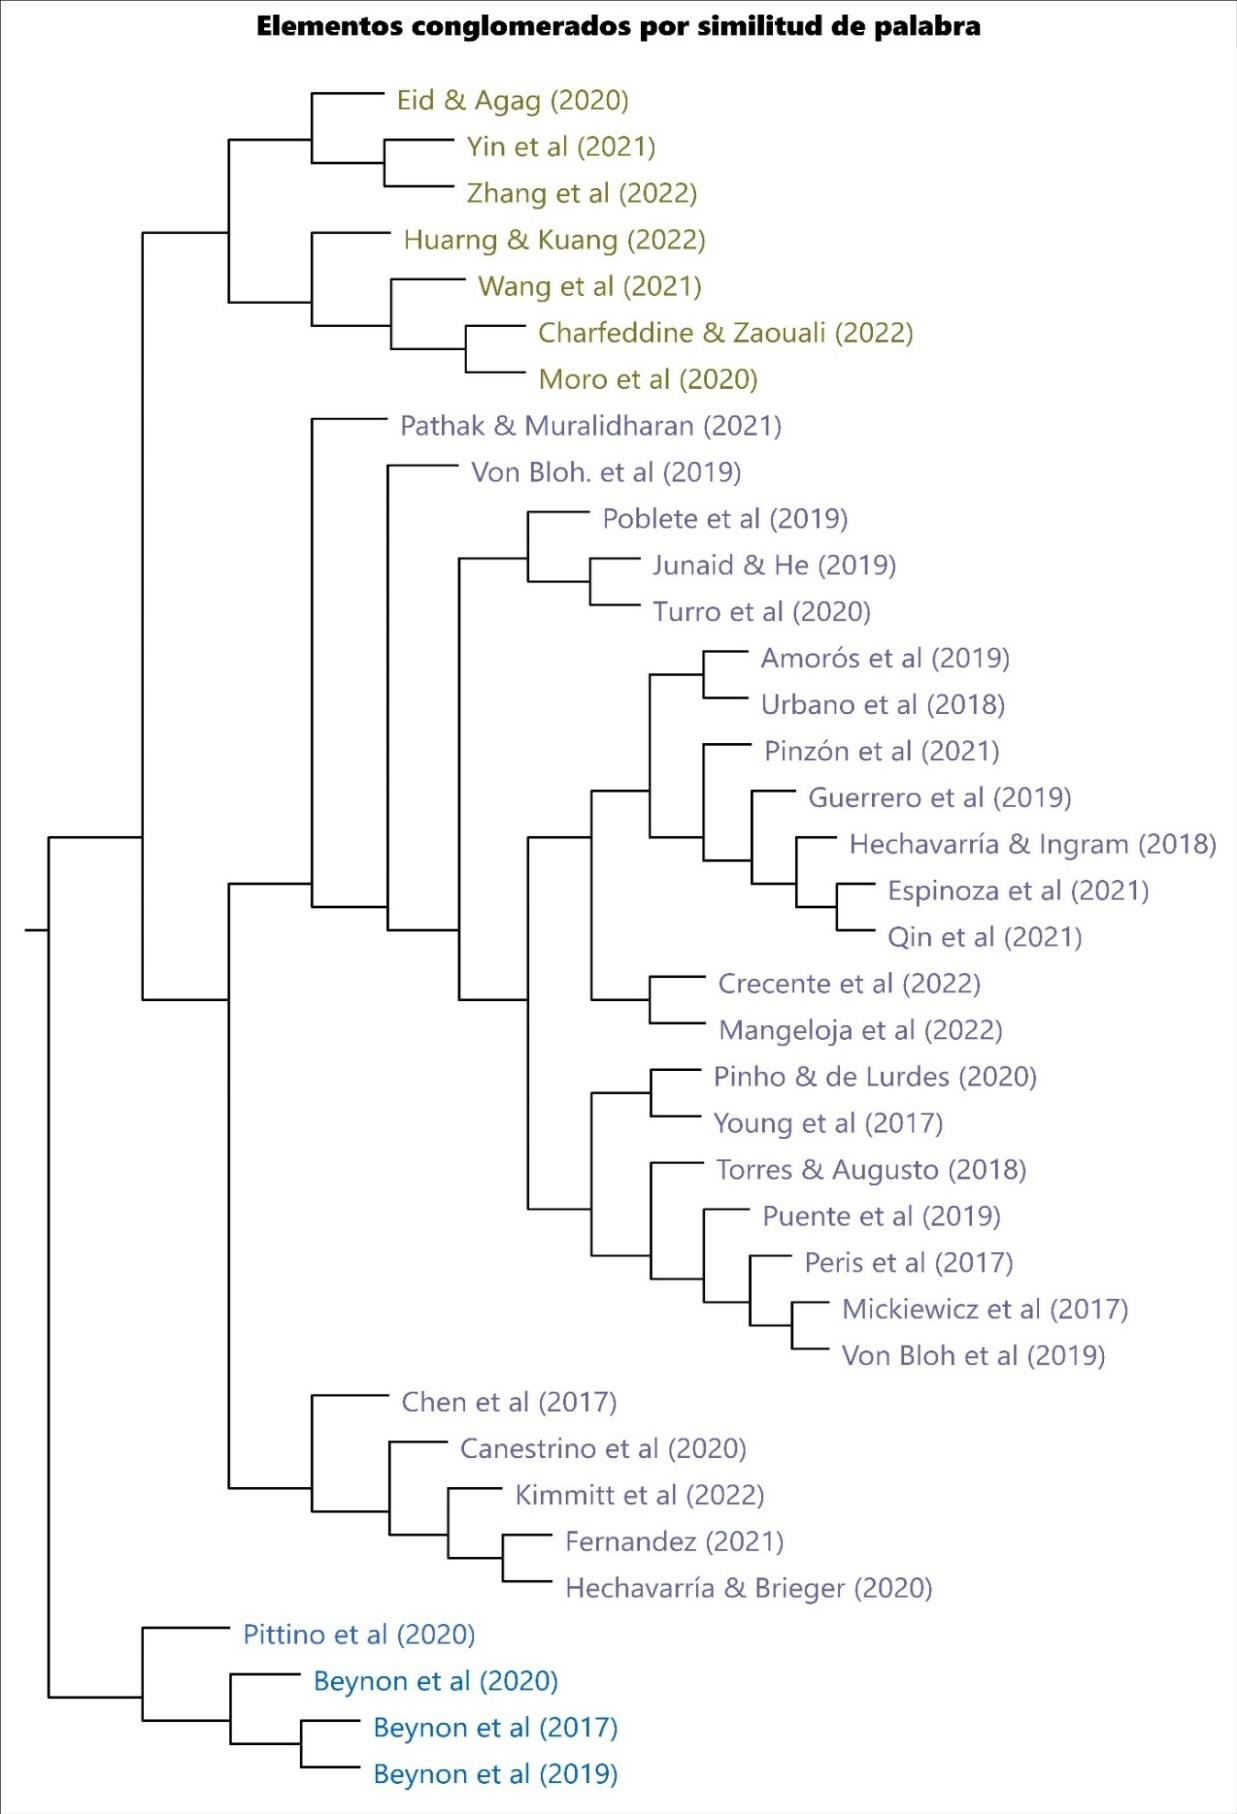 Elementos conglomerados por similitud de palabra
Eid & Agag (2020)
Yin et al (2021)
Zhang et al (2022)
Huarng & Kuang (2022)
Wang et al (2021)
Charfeddine & Zaouali (2022)
Moro et al (2020)
Pathak & Muralidharan (2021)
Von Bloh. et al (2019)
Poblete et al (2019)
Junaid & He (2019)
Turro et al (2020)
Amorós et al (2019)
Urbano et al (2018)
Pinzón et al (2021)
Guerrero et al (2019)
Hechavarría & Ingram (2018)
Espinoza et al (2021)
Qin et al (2021)
Crecente et al (2022)
Mangeloja et al (2022)
Pinho & de Lurdes (2020)
Young et al (2017)
Torres & Augusto (2018)
Puente et al (2019)
Peris et al (2017)
Mickiewicz et al (2017)
Von Bloh et al (2019)
Chen et al (2017)
Canestrino et al (2020)
Kimmitt et al (2022)
Fernandez (2021)
Hechavarría & Brieger (2020)
Pittino et al (2020)
Beynon et al (2020)
Beynon et al (2017)
Beynon et al (2019)